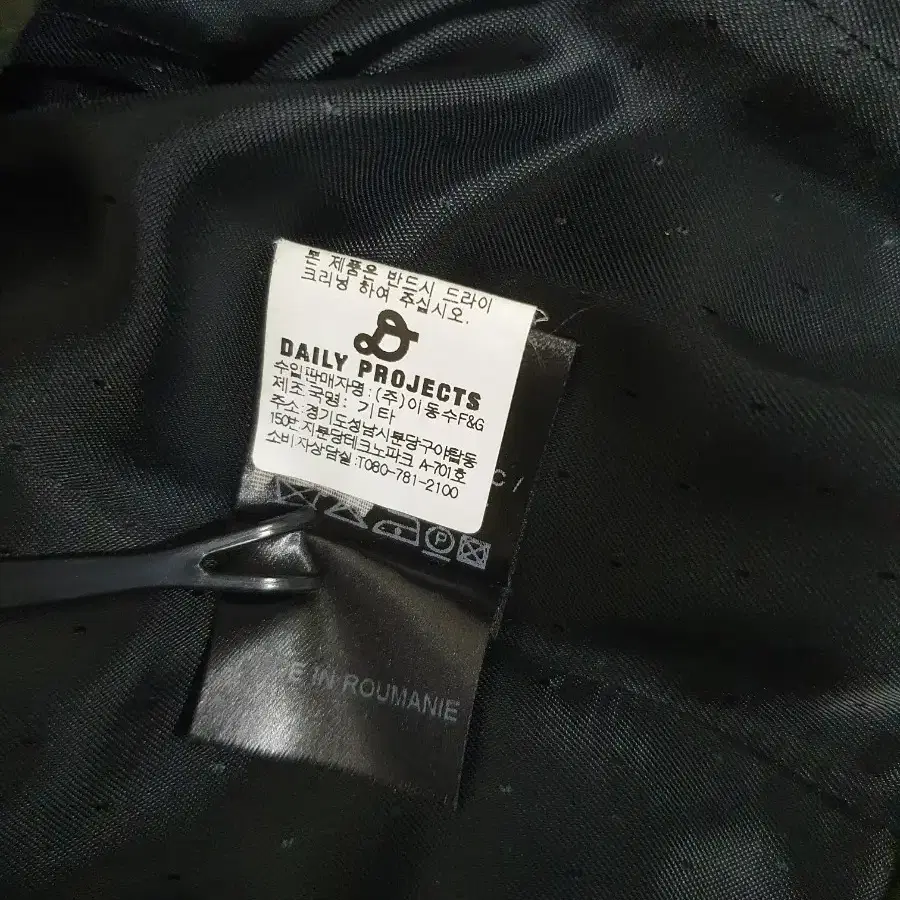 본 제품은 반드시 드라이
크리닝 하여 주십시오.
DAILY PROJECTS
수입판매자명 : (주)이동수F&G
제조국명: 기타
주소:경기도성남시분당구야탑동
150번지분당테크노파크 A-701호
소비자상담실:T080-781-2100
C /
P
E IN ROUMANIE